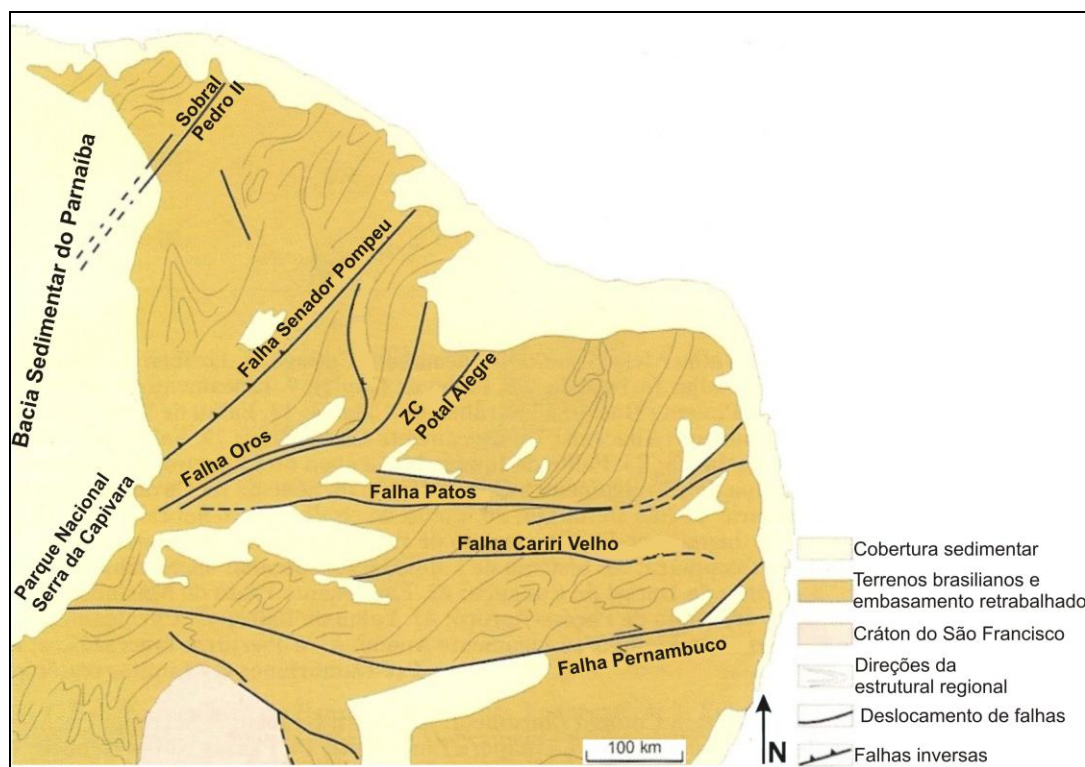 Sobral
Pedro II
Bacia Sedimentar do Parnaíba
Falha Senador Pompeu
ZC
Potal Alegre
Falha Oros
Falha Patos
Parque Nacional
Serra da Capivara
Falha Cariri Velho
Falha Pernambuco
100 km
N
Cobertura sedimentar
Terrenos brasilianos e
embasamento retrabalhado
Cráton do São Francisco
Direções da
estrutural regional
Deslocamento de falhas
Falhas inversas